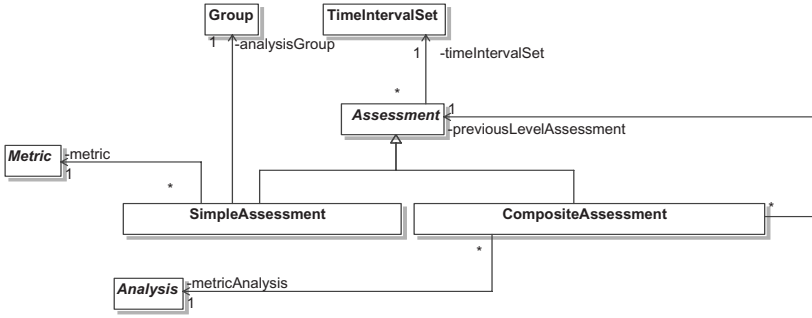 Group
TimeIntervalSet
1
-analysisGroup
1
-timeIntervalSet
*
Assessment
1
-previousLevelAssessment
Metric
-metric
1
*
SimpleAssessment
CompositeAssessment
*
*
Analysis
-metricAnalysis
1